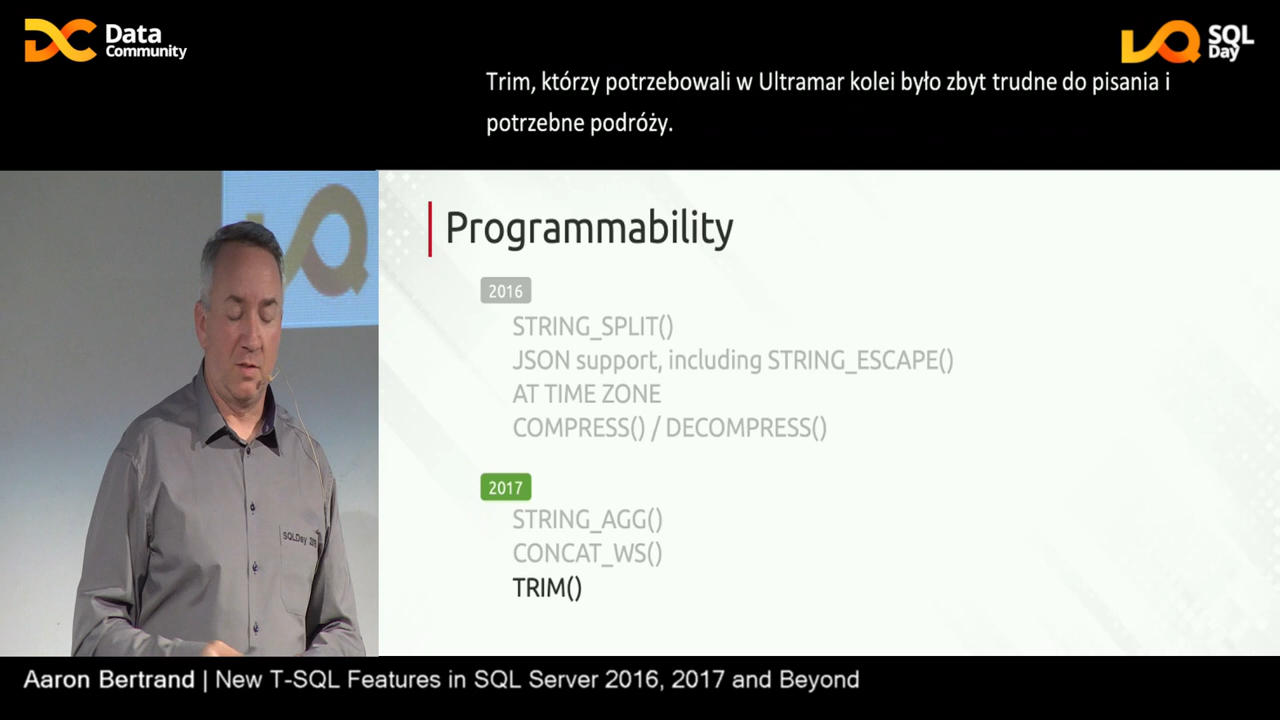 Data
Community
SQL
Day
Trim, którzy potrzebowali w Ultramar kolei było zbyt trudne do pisania i
potrzebne podróży.
Programmability
2016
STRING_SPLIT()
JSON support, including STRING_ESCAPE()
AT TIME ZONE
COMPRESS() / DECOMPRESS()
2017
STRING_AGG()
CONCAT_WS()
TRIM()
SQLDay
Aaron Bertrand | New T-SQL Features in SQL Server 2016, 2017 and Beyond